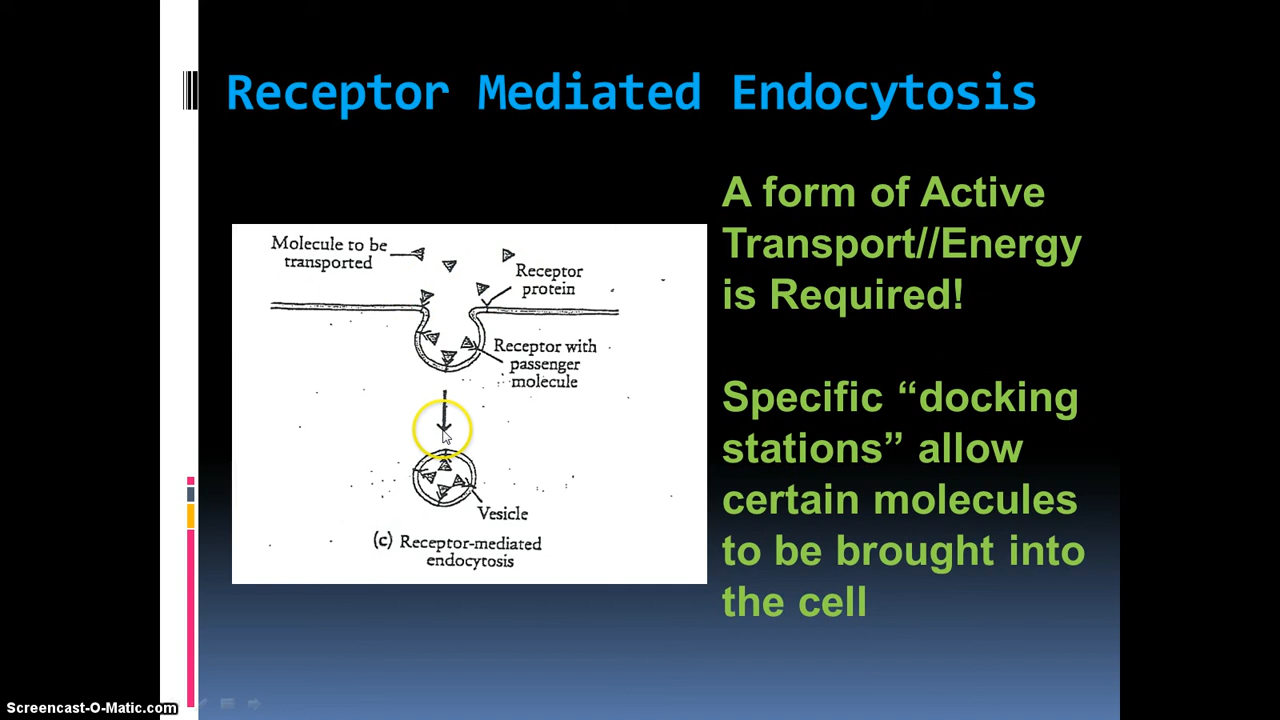 Receptor Mediated Endocytosis
Molecule to be
transported
Receptor
protein
Receptor with
passenger
molecule
Vesicle
(c) Receptor-mediated
endocytosis
A form of Active
Transport//Energy
is Required!
Specific “docking
stations” allow
certain molecules
to be brought into
the cell
Screencast-O-Matic.com